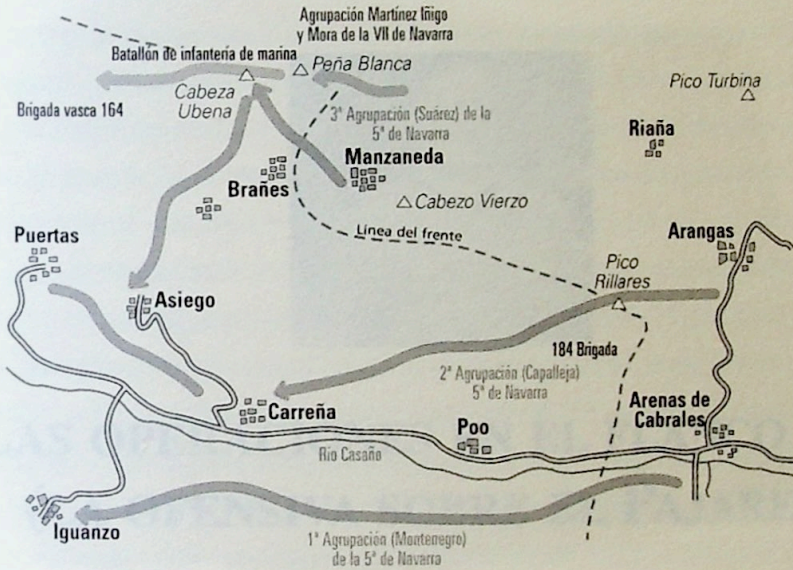 Agrupación Martínez Iñigo
y Mora de la VII de Navarra
Batallón de infantería de marina
Peña Blanca
Pico Turbina
Cabeza
Ubena
Brigada vasca 164
3ª Agrupación (Suárez) de la
5ª de Navarra
Riaña
Manzaneda
Brañes
Cabezo Vierzo
Puertas
Línea del frente
Arangas
Pico
Rillares
Asiego
184 Brigada
2ª Agrupación (Capalleja)
5ª de Navarra
Arenas de
Cabrales
Carreña
Poo
Río Casaño
Iguanzo
1ª Agrupación (Montenegro)
de la 5ª de Navarra